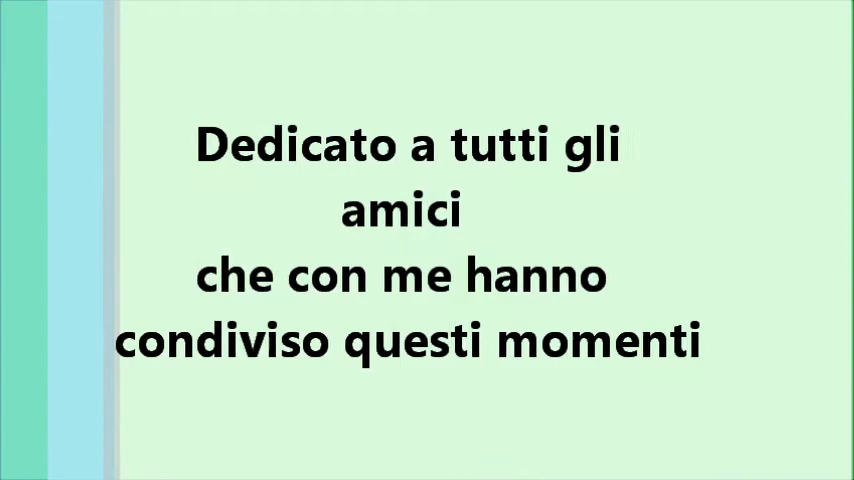 Dedicato a tutti gli
amici
che con me hanno
condiviso questi momenti